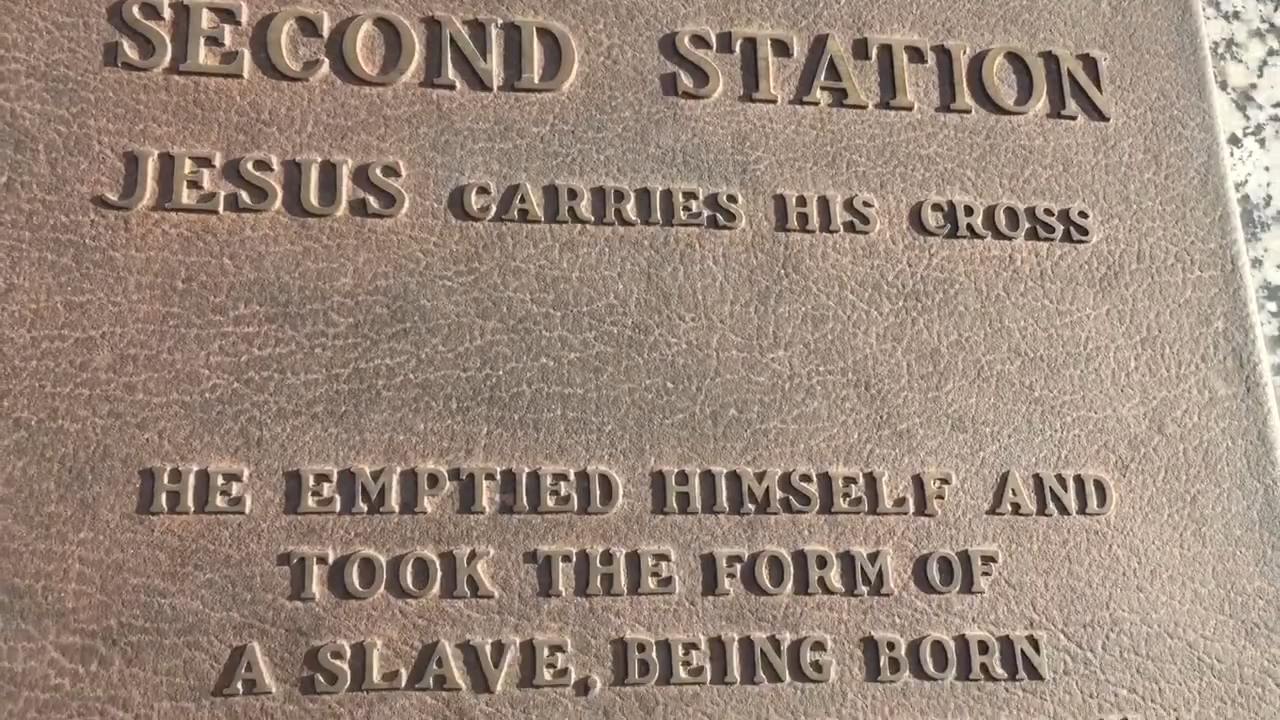 SECOND STATION
JESUS CARRIES HIS CROSS
HE EMPTIED HIMSELF AND
TOOK THE FORM OF
A SLAVE, BEING BORN